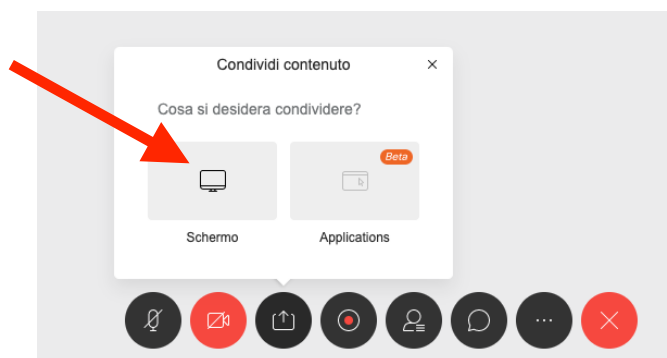 Condividi contenuto
Cosa si desidera condividere?
Beta
Schermo
Applications